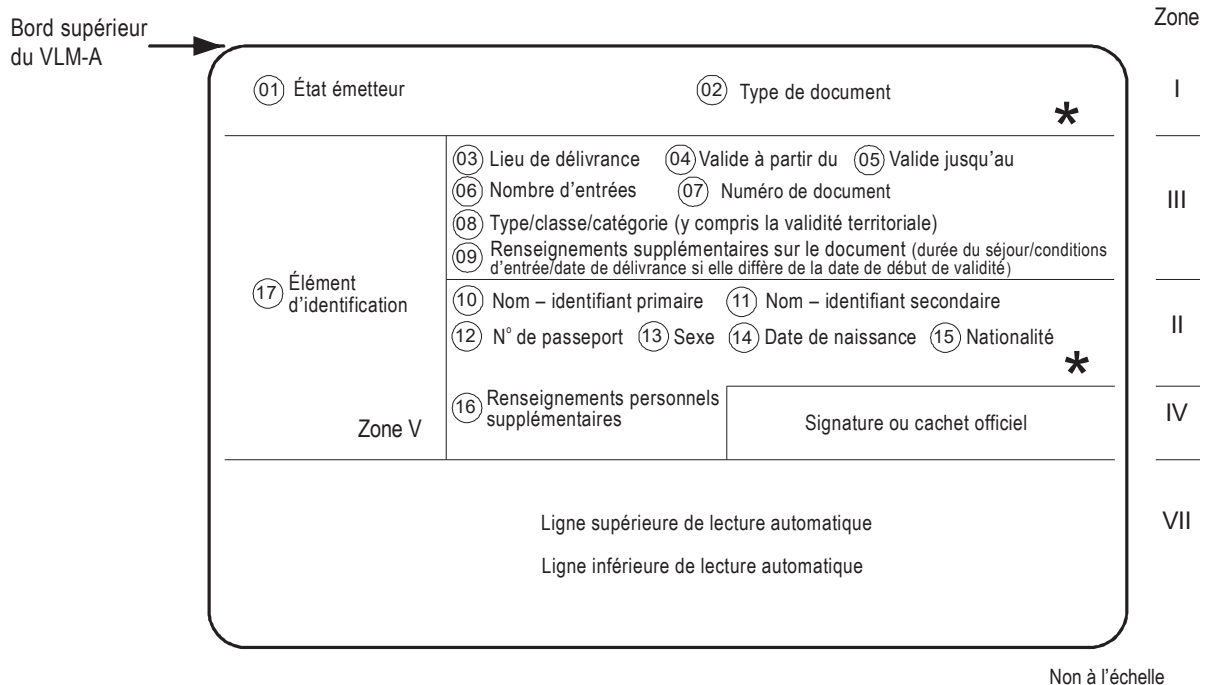 Bord supérieur
du VLM-A
Zone
01 État émetteur
02 Type de document
*
I
03 Lieu de délivrance 04 Valide à partir du 05 Valide jusqu'au
06 Nombre d'entrées 07 Numéro de document
08 Type/classe/catégorie (y compris la validité territoriale)
09 Renseignements supplémentaires sur le document (durée du séjour/conditions
d'entrée/date de délivrance si elle diffère de la date de début de validité)
III
17 Élément
d'identification
10 Nom – identifiant primaire 11 Nom – identifiant secondaire
12 N° de passeport 13 Sexe 14 Date de naissance 15 Nationalité
*
II
16 Renseignements personnels
supplémentaires
Zone V
Signature ou cachet officiel
IV
Ligne supérieure de lecture automatique
Ligne inférieure de lecture automatique
VII
Non à l'échelle